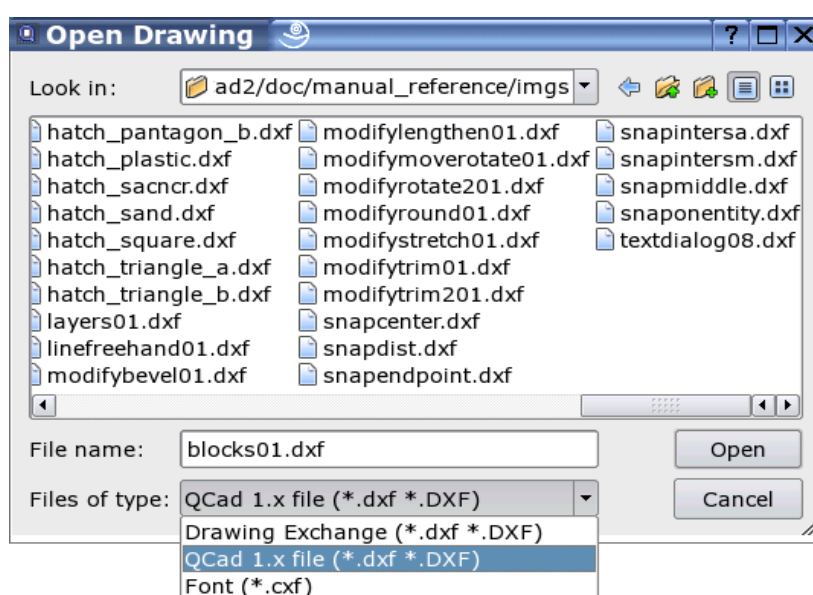 Open Drawing
?
X
Look in:
ad2/doc/manual_reference/imgs
hatch_pantagon_b.dxf
hatch_plastic.dxf
hatch_sacncr.dxf
hatch_sand.dxf
hatch_square.dxf
hatch_triangle_a.dxf
hatch_triangle_b.dxf
layers01.dxf
linefreehand01.dxf
modifybevel01.dxf
modifylengthen01.dxf
modifymoverotate01.dxf
modifyrotate201.dxf
modifyround01.dxf
modifystretch01.dxf
modifytrim01.dxf
modifytrim201.dxf
snapcenter.dxf
snapdist.dxf
snapendpoint.dxf
snapintersa.dxf
snapintersm.dxf
snapmiddle.dxf
snaponentity.dxf
textdialog08.dxf
File name:
blocks01.dxf
Open
Files of type:
QCad 1.x file (*.dxf *.DXF)
Cancel
Drawing Exchange (*.dxf *.DXF)
QCad 1.x file (*.dxf *.DXF)
Font (*.cxf)